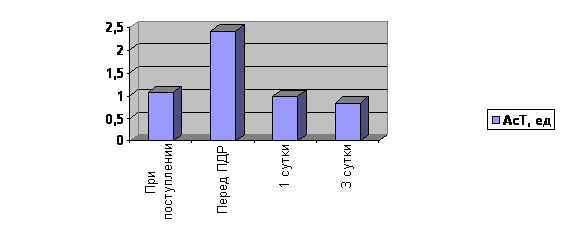 2,5
2
1,5
1
0,5
0
При
поступлении
Перед ПДР
1 сутки
3 сутки
АсТ, ед